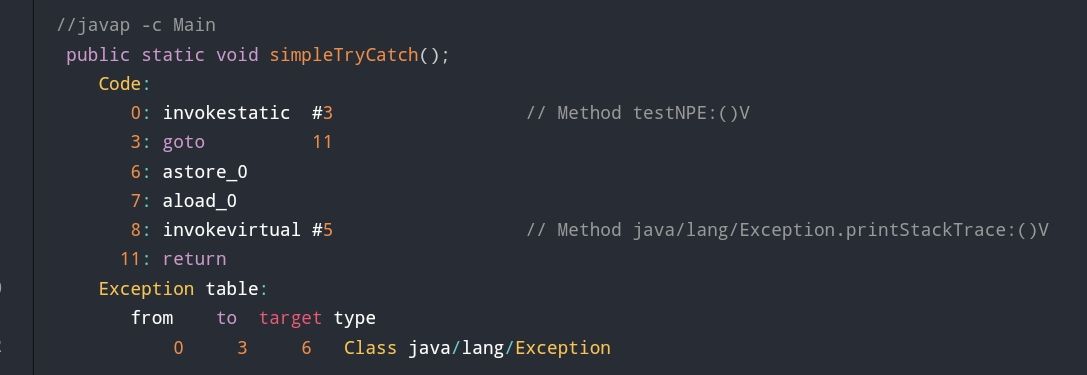 //javap -c Main
public static void simpleTryCatch();
Code:
0: invokestatic #3 // Method testNPE:()V
3: goto 11
6: astore_0
7: aload_0
8: invokevirtual #5 // Method java/lang/Exception.printStackTrace:()V
11: return
Exception table:
from to target type
0 3 6 Class java/lang/Exception